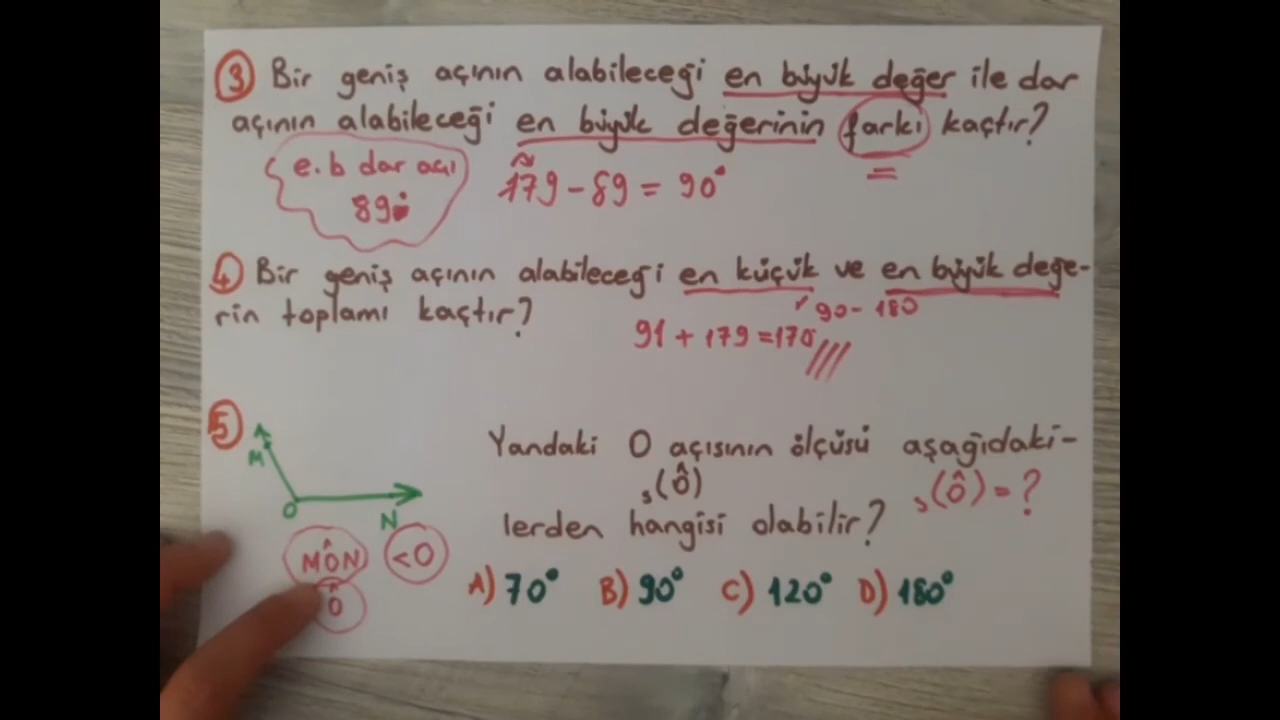 3 Bir geniş açının alabileceği en büyük değer ile dar
açının alabileceği en büyük değerinin farkı kaçtır?
e.b dar açı
89°
179 - 89 = 90°
4 Bir geniş açının alabileceği en küçük ve en büyük değe-
rin toplamı kaçtır?
90 - 180
91 + 179 = 170
5
M
O
N
MÔN
<O
Ô
Yandaki O açısının ölçüsü aşağıdaki-
s(Ô)
s(Ô) = ?
lerden hangisi olabilir?
A) 70° B) 90° C) 120° D) 180°